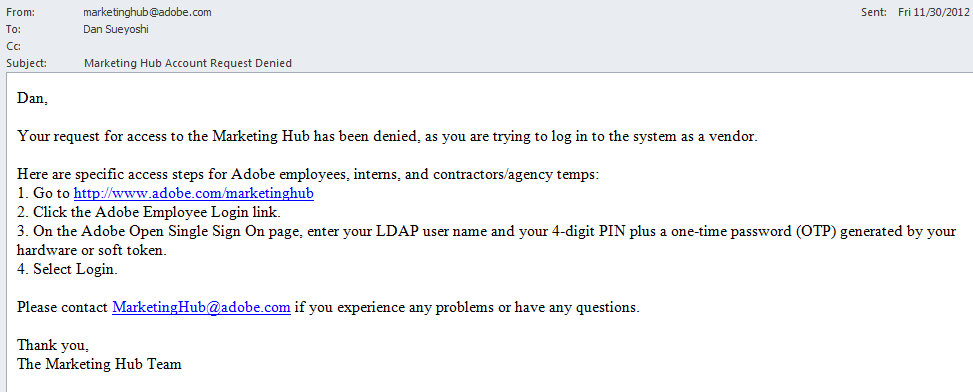 From: marketinghub@adobe.com Sent: Fri 11/30/2012
To: Dan Sueyoshi
Cc:
Subject: Marketing Hub Account Request Denied
Dan,
Your request for access to the Marketing Hub has been denied, as you are trying to log in to the system as a vendor.
Here are specific access steps for Adobe employees, interns, and contractors/agency temps:
1. Go to http://www.adobe.com/marketinghub
2. Click the Adobe Employee Login link.
3. On the Adobe Open Single Sign On page, enter your LDAP user name and your 4-digit PIN plus a one-time password (OTP) generated by your
hardware or soft token.
4. Select Login.
Please contact MarketingHub@adobe.com if you experience any problems or have any questions.
Thank you,
The Marketing Hub Team